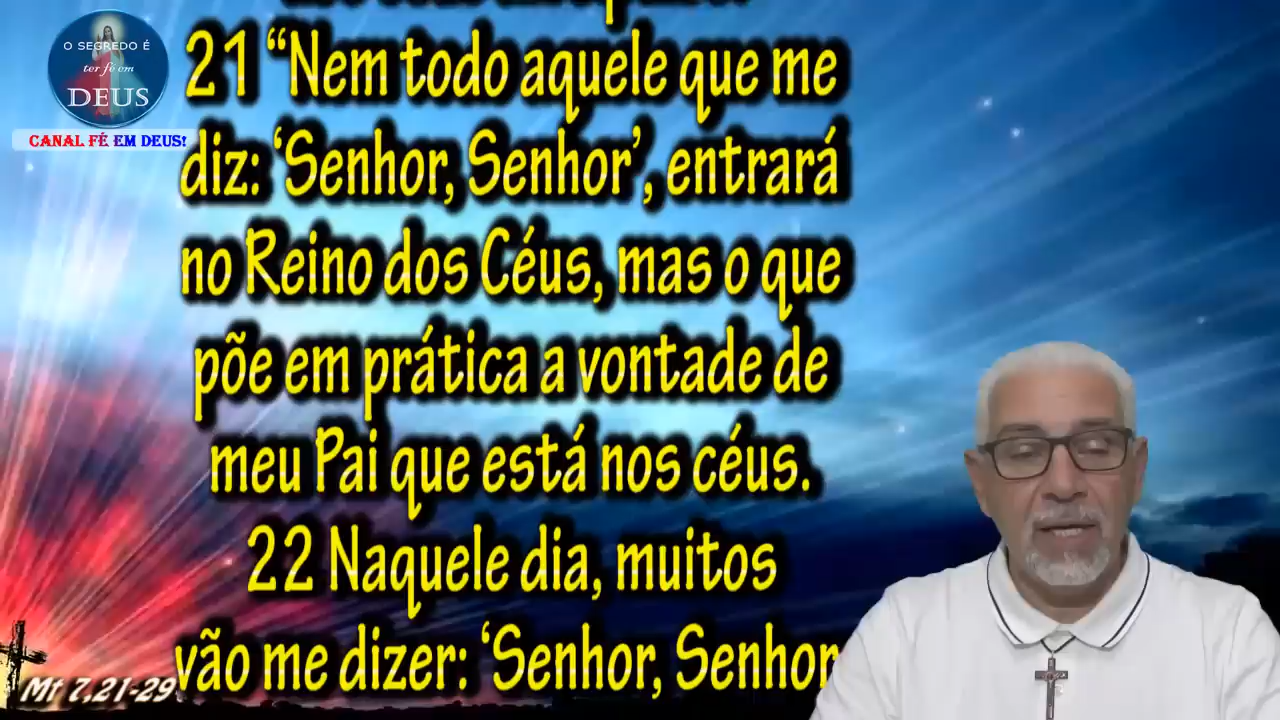 O SEGREDO É
ter fé em
DEUS
CANAL FÉ EM DEUS!
21 “Nem todo aquele que me
diz: ‘Senhor, Senhor’, entrará
no Reino dos Céus, mas o que
põe em prática a vontade de
meu Pai que está nos céus.
22 Naquele dia, muitos
vão me dizer: ‘Senhor, Senhor
Mt 7,21-29